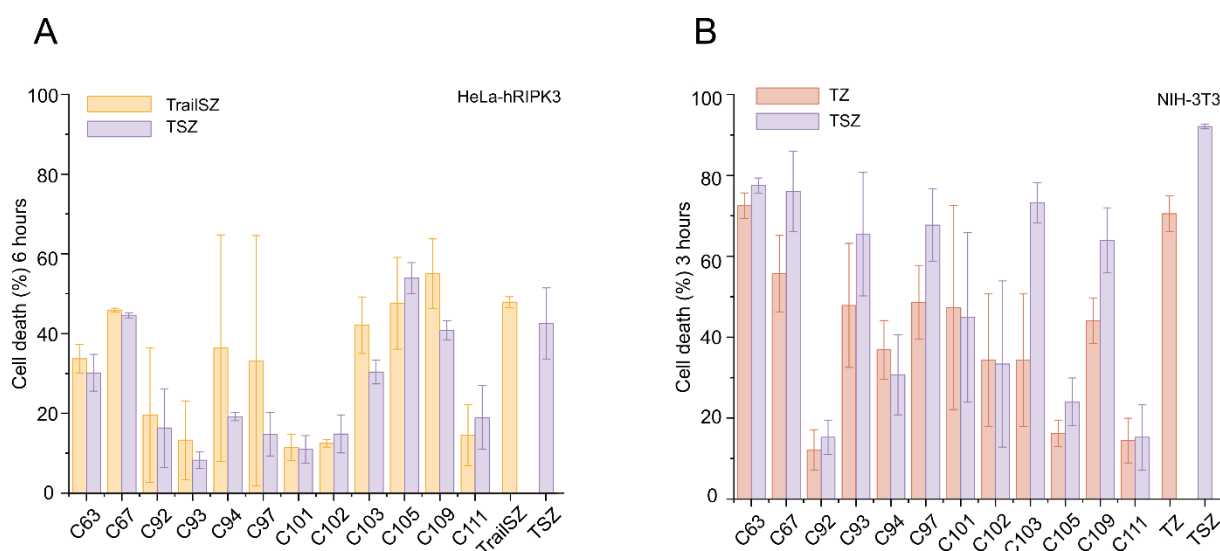 A
HeLa-hRIPK3
TrailSZ
TSZ
Cell death (%) 6 hours
100
80
60
40
20
0
C63
C67
C92
C93
C94
C97
C101
C102
C103
C105
C109
C111
TrailSZ
TSZ
B
NIH-3T3
TZ
TSZ
Cell death (%) 3 hours
100
80
60
40
20
0
C63
C67
C92
C93
C94
C97
C101
C102
C103
C105
C109
C111
TZ
TSZ